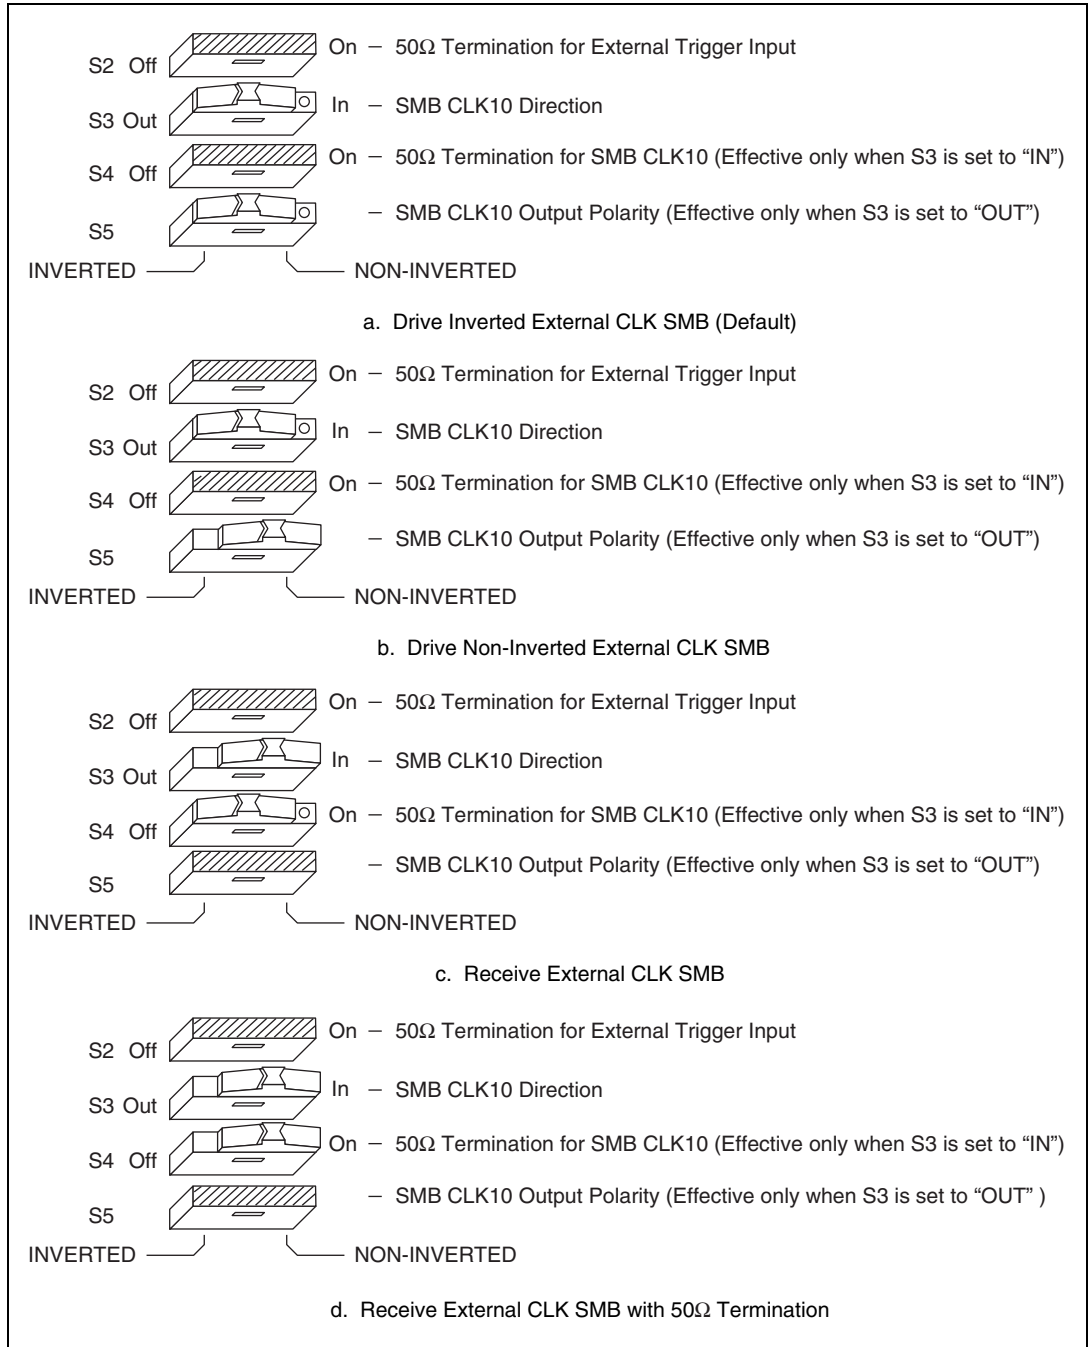 S2 Off On – 50Ω Termination for External Trigger Input
S3 Out In – SMB CLK10 Direction
S4 Off On – 50Ω Termination for SMB CLK10 (Effective only when S3 is set to “IN”)
S5 – SMB CLK10 Output Polarity (Effective only when S3 is set to “OUT”)
INVERTED NON-INVERTED
a. Drive Inverted External CLK SMB (Default)
S2 Off On – 50Ω Termination for External Trigger Input
S3 Out In – SMB CLK10 Direction
S4 Off On – 50Ω Termination for SMB CLK10 (Effective only when S3 is set to “IN”)
S5 – SMB CLK10 Output Polarity (Effective only when S3 is set to “OUT”)
INVERTED NON-INVERTED
b. Drive Non-Inverted External CLK SMB
S2 Off On – 50Ω Termination for External Trigger Input
S3 Out In – SMB CLK10 Direction
S4 Off On – 50Ω Termination for SMB CLK10 (Effective only when S3 is set to “IN”)
S5 – SMB CLK10 Output Polarity (Effective only when S3 is set to “OUT”)
INVERTED NON-INVERTED
c. Receive External CLK SMB
S2 Off On – 50Ω Termination for External Trigger Input
S3 Out In – SMB CLK10 Direction
S4 Off On – 50Ω Termination for SMB CLK10 (Effective only when S3 is set to “IN”)
S5 – SMB CLK10 Output Polarity (Effective only when S3 is set to “OUT” )
INVERTED NON-INVERTED
d. Receive External CLK SMB with 50Ω Termination